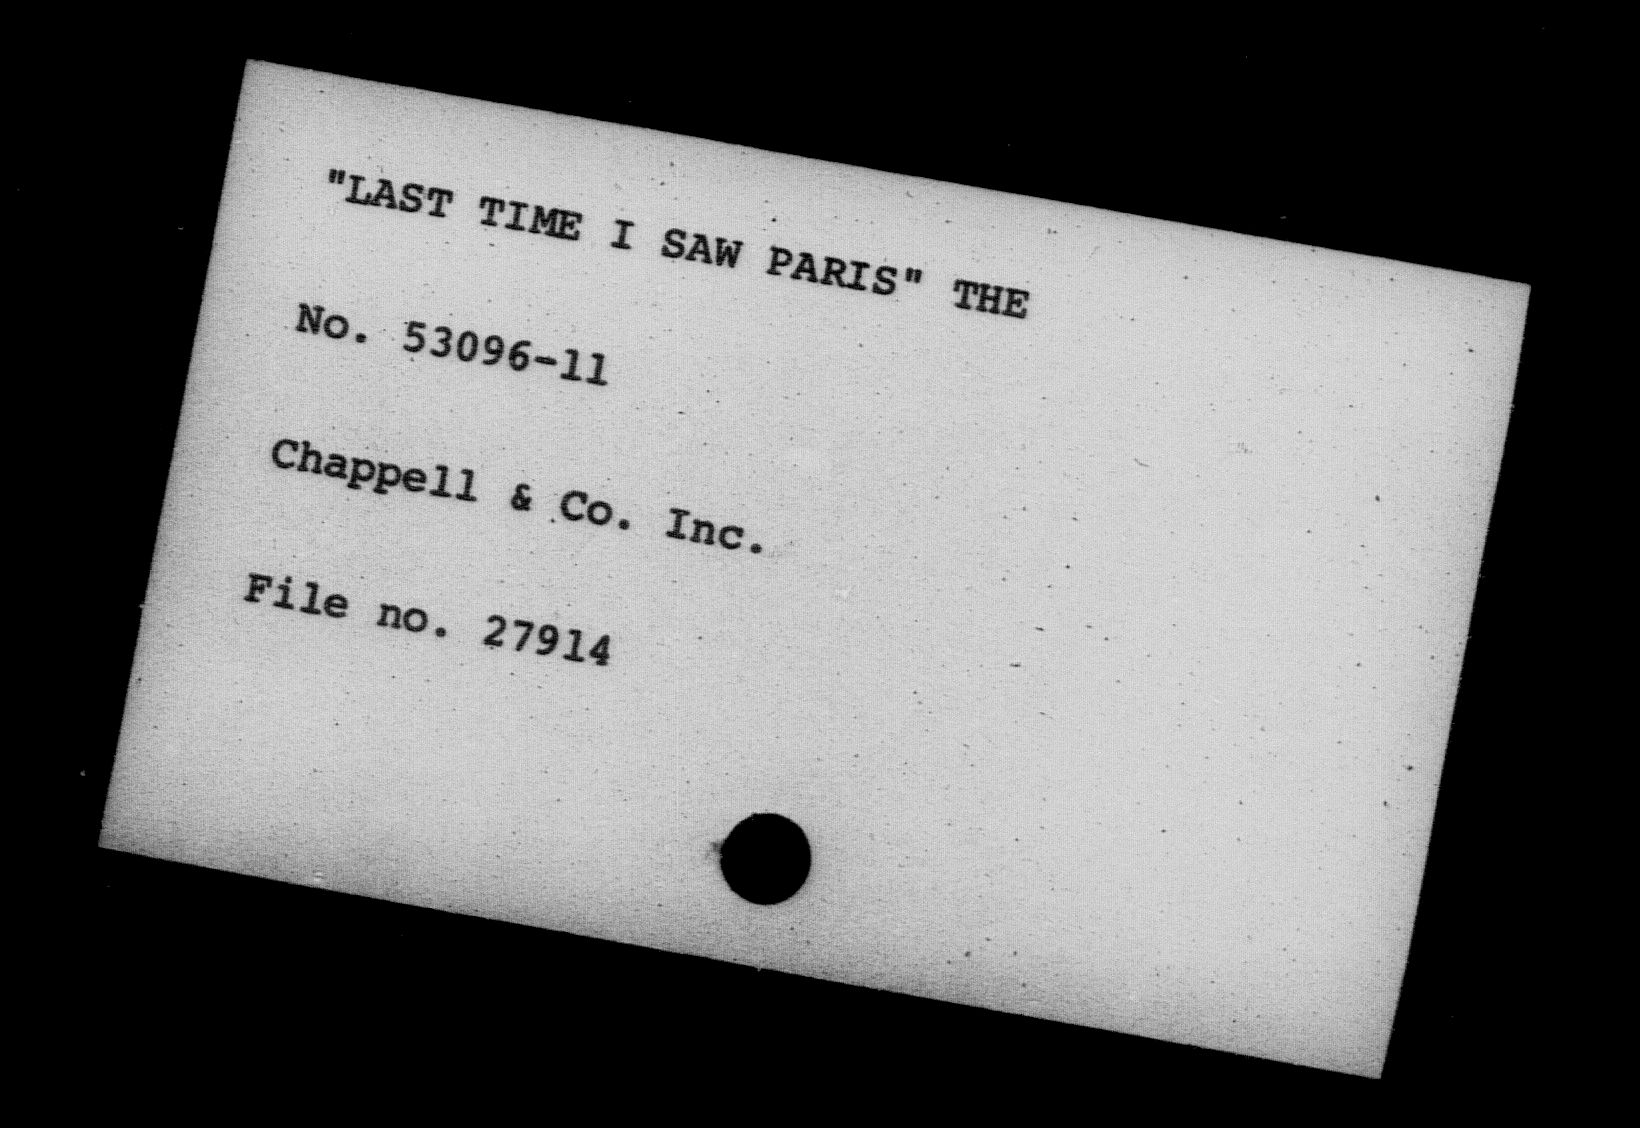 "LAST TIME I SAW PARIS" THE
No. 53096-11
Chappell & Co. Inc.
File no. 27914